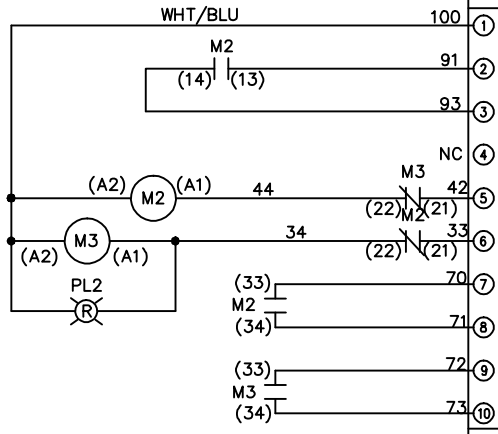 WHT/BLU 100 1
M2
(14) (13) 91 2
93 3
NC 4
M3
(A2) M2 (A1) 44 (22) (21) 42 5
M2
(A2) M3 (A1) 34 (22) (21) 33 6
PL2
R
(33) 70 7
M2
(34) 71 8
(33) 72 9
M3
(34) 73 10